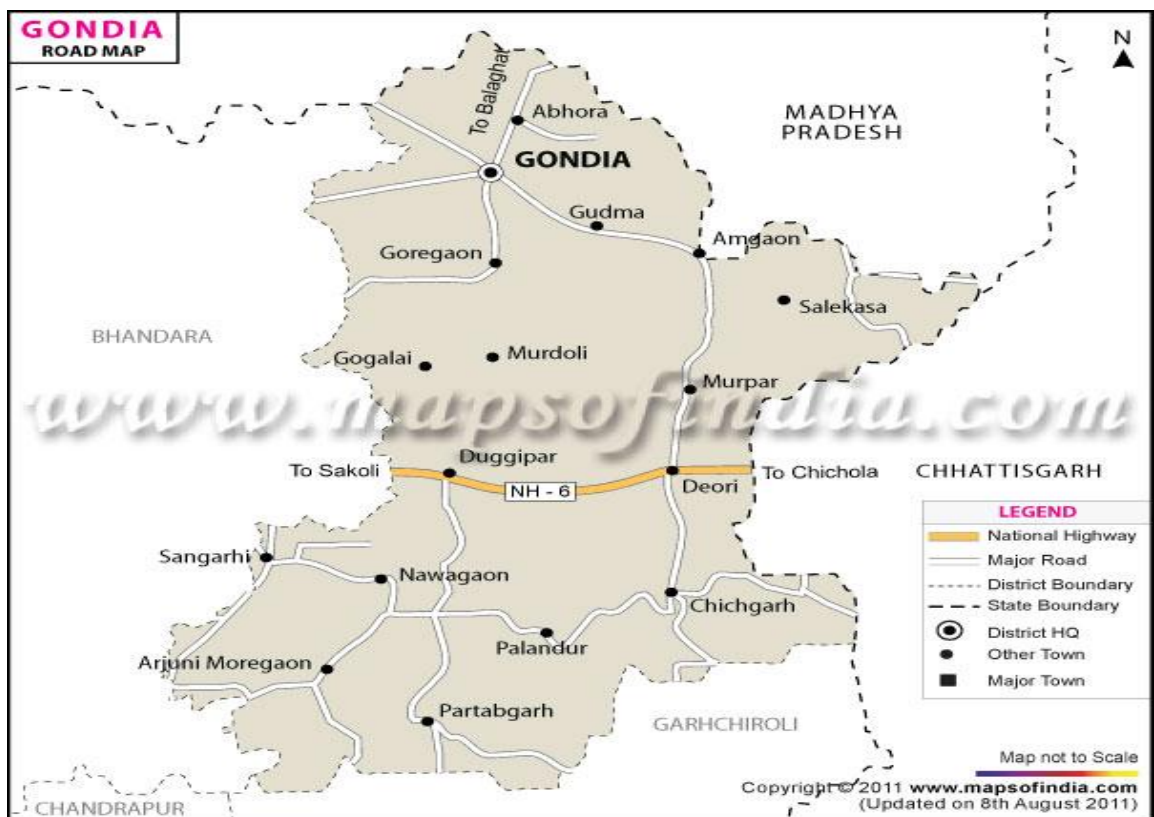 GONDIA
ROAD MAP
N
To Balaghat
Abhora
MADHYA
PRADESH
GONDIA
Gudma
Amgaon
Goregaon
Salekasa
BHANDARA
Gogalai
Murdoli
Murpar
www.mapsofindia.com
To Sakoli
Duggipar
NH - 6
Deori
To Chichola
CHHATTISGARH
LEGEND
National Highway
Major Road
District Boundary
State Boundary
District HQ
Other Town
Major Town
Sangarhi
Nawagaon
Chichgarh
Palandur
Arjuni Moregaon
Partabgarh
GARHCHIROLI
CHANDRAPUR
Map not to Scale
Copyright © 2011 www.mapsofindia.com
(Updated on 8th August 2011)